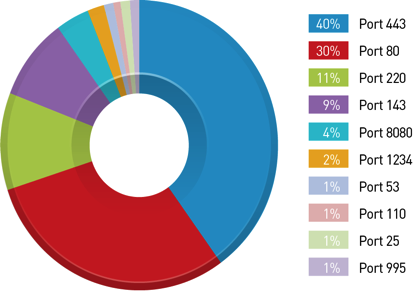 40% Port 443
30% Port 80
11% Port 220
9% Port 143
4% Port 8080
2% Port 1234
1% Port 53
1% Port 110
1% Port 25
1% Port 995